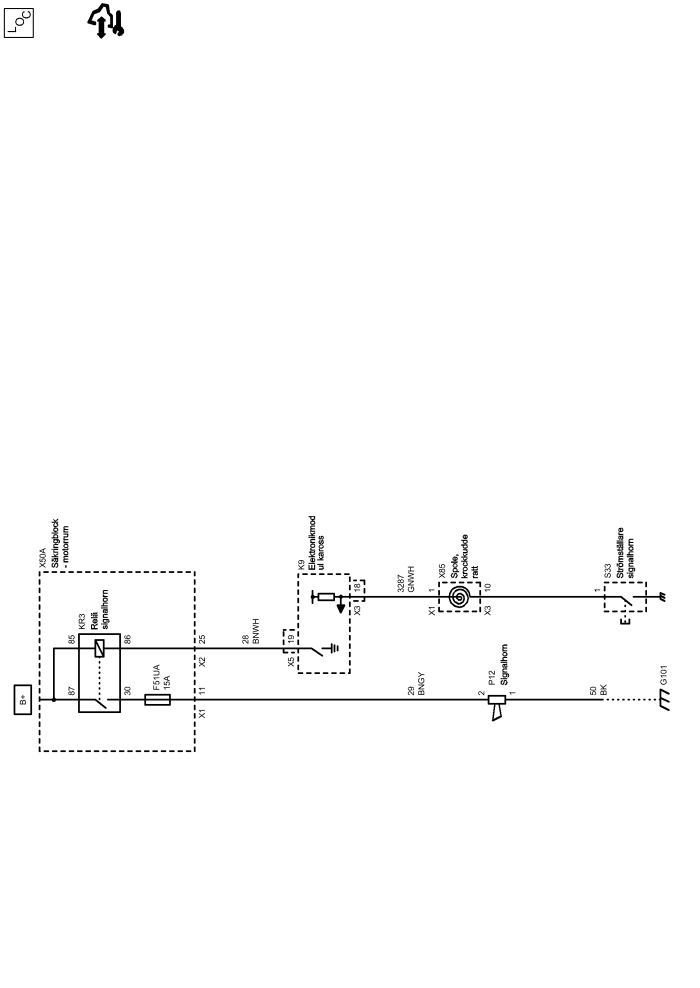 LOC
B+
X50A
Säkringblock
- motorrum
KR3
Relä
signalhorn
85
86
87
30
F51UA
15A
X2
25
X1
11
28
BNWH
X5
19
K9
Elektronikmod
ul kaross
X3
18
3287
GNWH
X1
1
X85
Spole,
krockkudde
ratt
X3
10
29
BNGY
2
P12
Signalhorn
1
1
S33
Strömställare
signalhorn
50
BK
G101